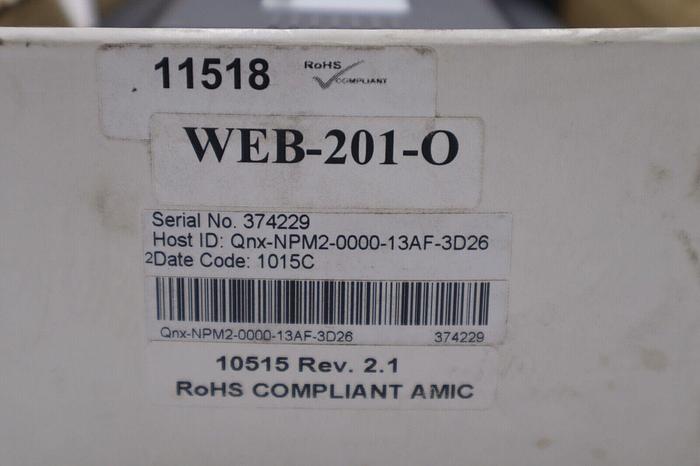 11518
RoHS
COMPLIANT
WEB-201-O
Serial No. 374229
Host ID: Qnx-NPM2-0000-13AF-3D26
2Date Code: 1015C
Qnx-NPM2-0000-13AF-3D26 374229
10515 Rev. 2.1
RoHS COMPLIANT AMIC